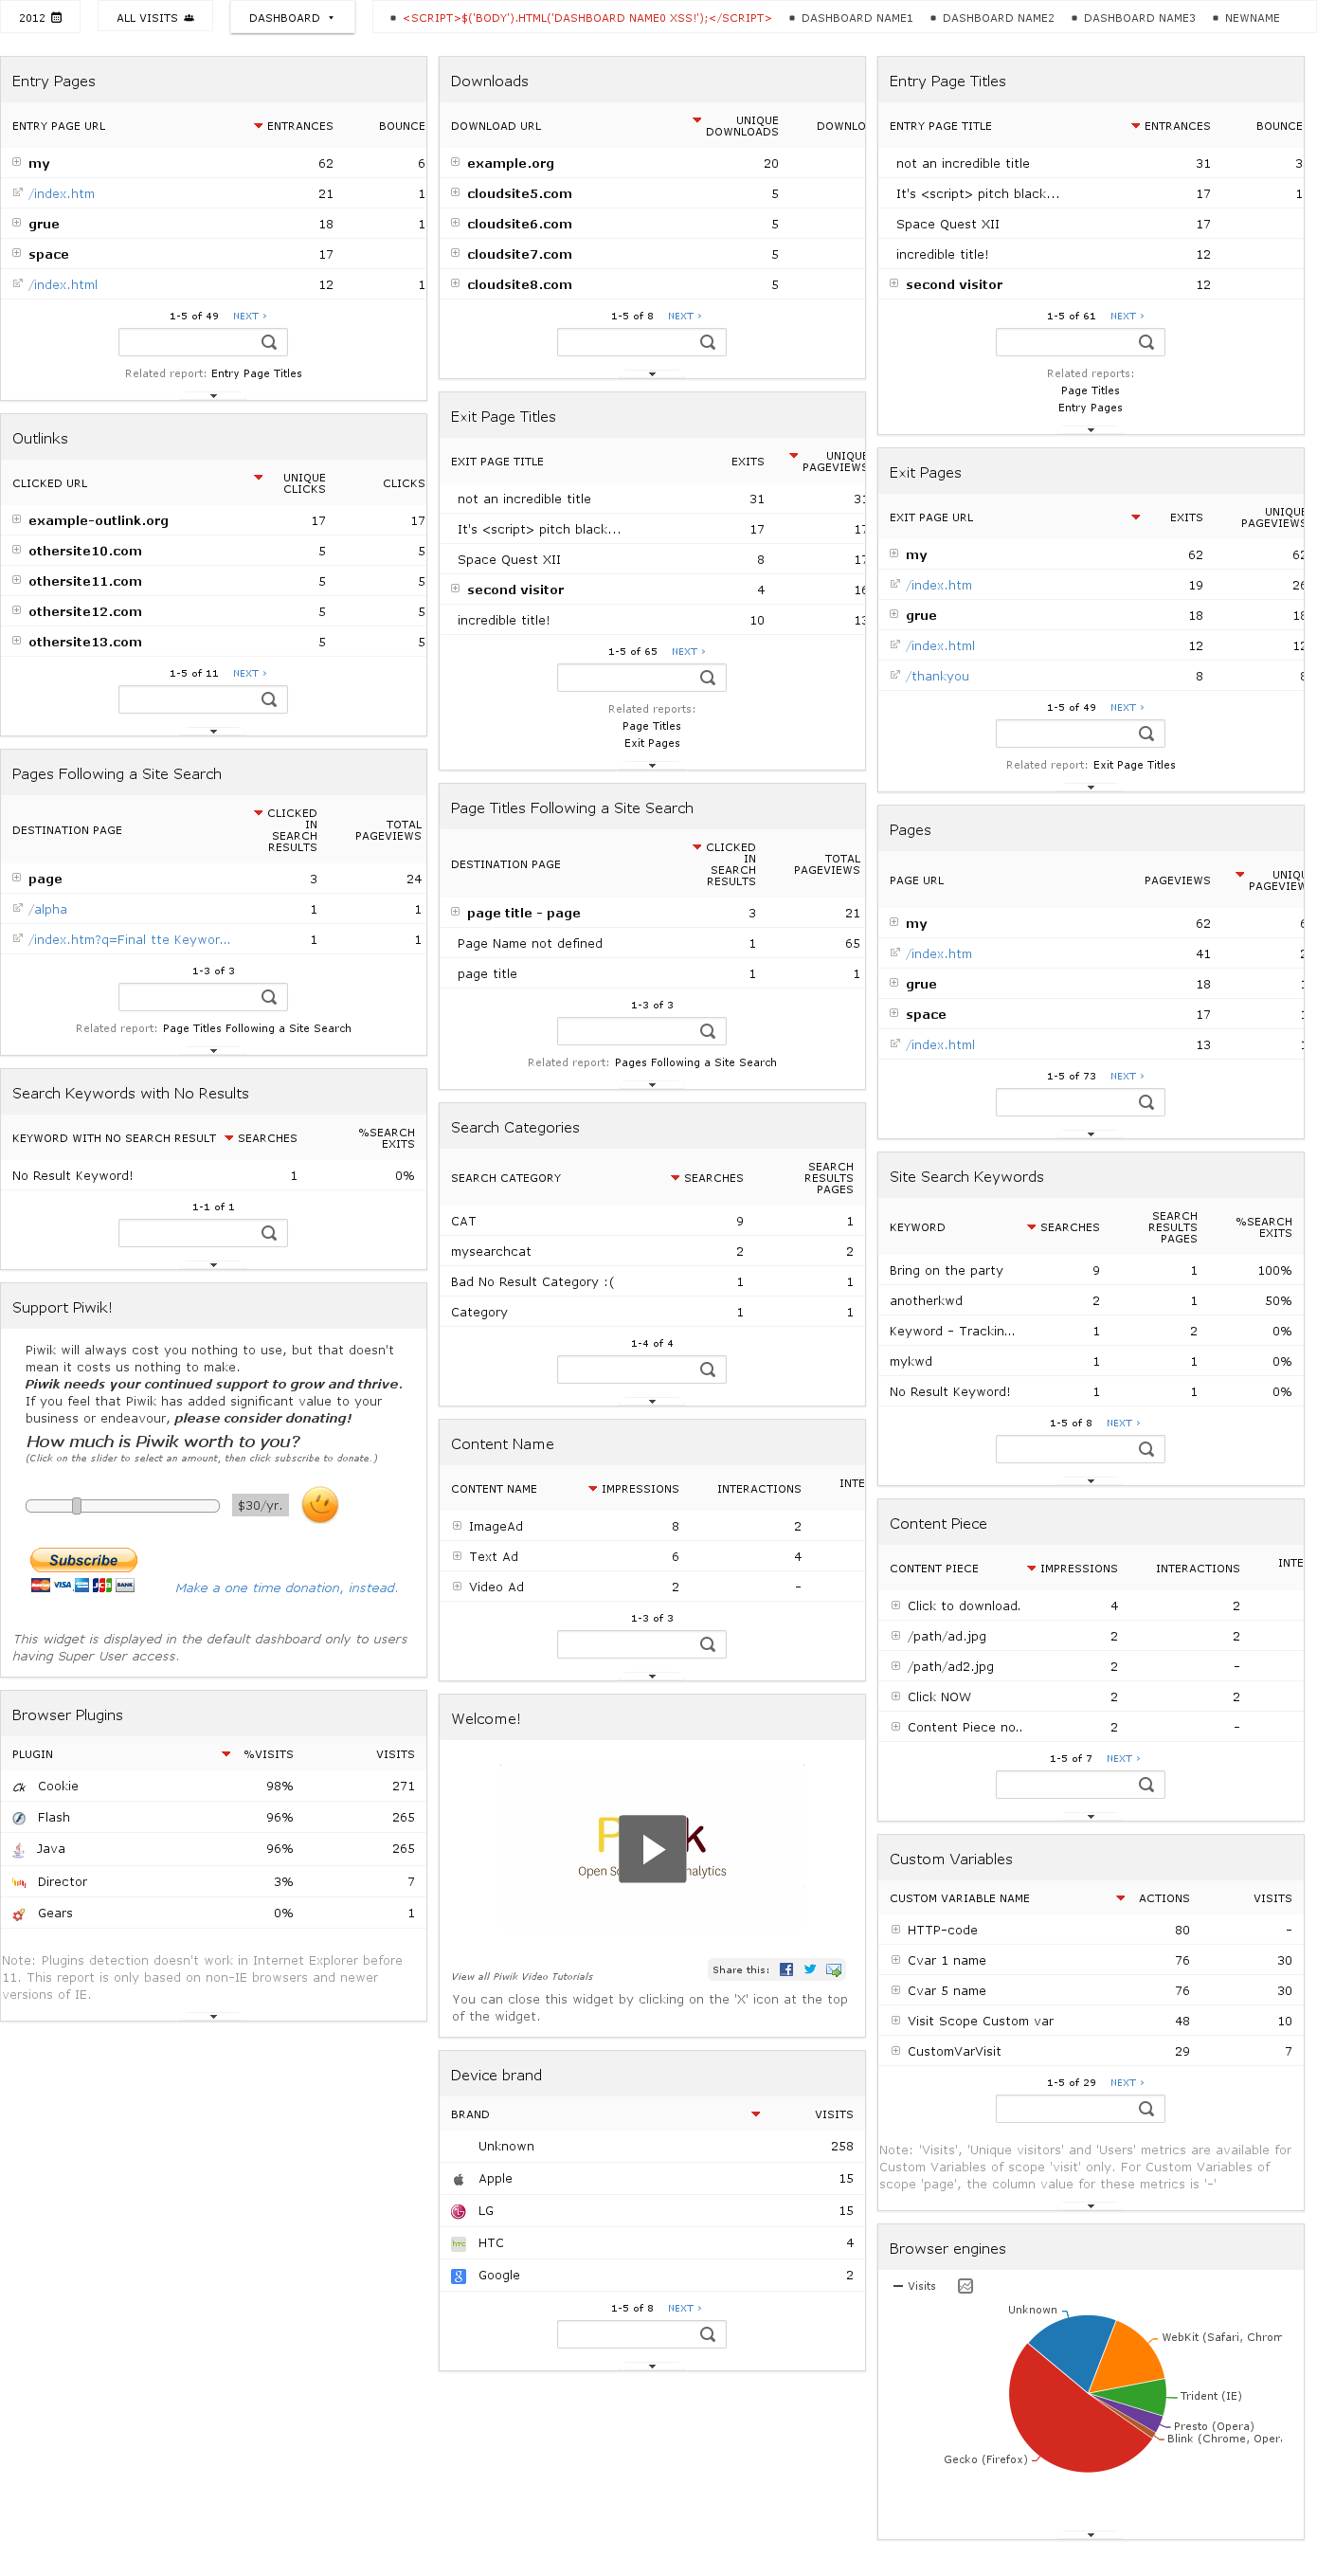 2012 ALL VISITS DASHBOARD <SCRIPT>$('BODY').HTML('DASHBOARD NAME0 XSS!');</SCRIPT> DASHBOARD NAME1 DASHBOARD NAME2 DASHBOARD NAME3 NEWNAME
Entry Pages
ENTRY PAGE URL ENTRANCES BOUNCE
my 62 6
/index.htm 21 1
grue 18 1
space 17
/index.html 12 1
1-5 of 49 NEXT ›
Related report: Entry Page Titles
Outlinks
CLICKED URL UNIQUE CLICKS CLICKS
example-outlink.org 17 17
othersite10.com 5 5
othersite11.com 5 5
othersite12.com 5 5
othersite13.com 5 5
1-5 of 11 NEXT ›
Pages Following a Site Search
DESTINATION PAGE CLICKED IN SEARCH RESULTS TOTAL PAGEVIEWS
page 3 24
/alpha 1 1
/index.htm?q=Final tte Keywor... 1 1
1-3 of 3
Related report: Page Titles Following a Site Search
Search Keywords with No Results
KEYWORD WITH NO SEARCH RESULT SEARCHES %SEARCH EXITS
No Result Keyword! 1 0%
1-1 of 1
Support Piwik!
Piwik will always cost you nothing to use, but that doesn't
mean it costs us nothing to make.
Piwik needs your continued support to grow and thrive.
If you feel that Piwik has added significant value to your
business or endeavour, please consider donating!
How much is Piwik worth to you?
(Click on the slider to select an amount, then click subscribe to donate.)
$30/yr.
Subscribe
VISA BANK Make a one time donation, instead.
This widget is displayed in the default dashboard only to users
having Super User access.
Browser Plugins
PLUGIN %VISITS VISITS
Cookie 98% 271
Flash 96% 265
Java 96% 265
Director 3% 7
Gears 0% 1
Note: Plugins detection doesn't work in Internet Explorer before
11. This report is only based on non-IE browsers and newer
versions of IE.
Downloads
DOWNLOAD URL UNIQUE DOWNLOADS DOWNLO
example.org 20
cloudsite5.com 5
cloudsite6.com 5
cloudsite7.com 5
cloudsite8.com 5
1-5 of 8 NEXT ›
Exit Page Titles
EXIT PAGE TITLE EXITS UNIQUE PAGEVIEWS
not an incredible title 31 31
It's <script> pitch black... 17 17
Space Quest XII 8 17
second visitor 4 16
incredible title! 10 13
1-5 of 65 NEXT ›
Related reports:
Page Titles
Exit Pages
Page Titles Following a Site Search
DESTINATION PAGE CLICKED IN SEARCH RESULTS TOTAL PAGEVIEWS
page title - page 3 21
Page Name not defined 1 65
page title 1 1
1-3 of 3
Related report: Pages Following a Site Search
Search Categories
SEARCH CATEGORY SEARCHES SEARCH RESULTS PAGES
CAT 9 1
mysearchcat 2 2
Bad No Result Category :( 1 1
Category 1 1
1-4 of 4
Content Name
CONTENT NAME IMPRESSIONS INTERACTIONS INTE
ImageAd 8 2
Text Ad 6 4
Video Ad 2 -
1-3 of 3
Welcome!
P k
Open So nalytics
View all Piwik Video Tutorials Share this:
You can close this widget by clicking on the 'X' icon at the top
of the widget.
Device brand
BRAND VISITS
Unknown 258
Apple 15
LG 15
HTC 4
Google 2
1-5 of 8 NEXT ›
Entry Page Titles
ENTRY PAGE TITLE ENTRANCES BOUNCE
not an incredible title 31 3
It's <script> pitch black... 17 1
Space Quest XII 17
incredible title! 12
second visitor 12
1-5 of 61 NEXT ›
Related reports:
Page Titles
Entry Pages
Exit Pages
EXIT PAGE URL EXITS UNIQUE PAGEVIEWS
my 62 62
/index.htm 19 26
grue 18 18
/index.html 12 12
/thankyou 8 8
1-5 of 49 NEXT ›
Related report: Exit Page Titles
Pages
PAGE URL PAGEVIEWS UNIQU PAGEVIEW
my 62 6
/index.htm 41 2
grue 18 1
space 17 1
/index.html 13 1
1-5 of 73 NEXT ›
Site Search Keywords
KEYWORD SEARCHES SEARCH RESULTS PAGES %SEARCH EXITS
Bring on the party 9 1 100%
anotherkwd 2 1 50%
Keyword - Trackin... 1 2 0%
mykwd 1 1 0%
No Result Keyword! 1 1 0%
1-5 of 8 NEXT ›
Content Piece
CONTENT PIECE IMPRESSIONS INTERACTIONS INTE
Click to download. 4 2
/path/ad.jpg 2 2
/path/ad2.jpg 2 -
Click NOW 2 2
Content Piece no.. 2 -
1-5 of 7 NEXT ›
Custom Variables
CUSTOM VARIABLE NAME ACTIONS VISITS
HTTP-code 80 -
Cvar 1 name 76 30
Cvar 5 name 76 30
Visit Scope Custom var 48 10
CustomVarVisit 29 7
1-5 of 29 NEXT ›
Note: 'Visits', 'Unique visitors' and 'Users' metrics are available for
Custom Variables of scope 'visit' only. For Custom Variables of
scope 'page', the column value for these metrics is '-'
Browser engines
Visits
Unknown
WebKit (Safari, Chrom
Trident (IE)
Presto (Opera)
Blink (Chrome, Oper
Gecko (Firefox)